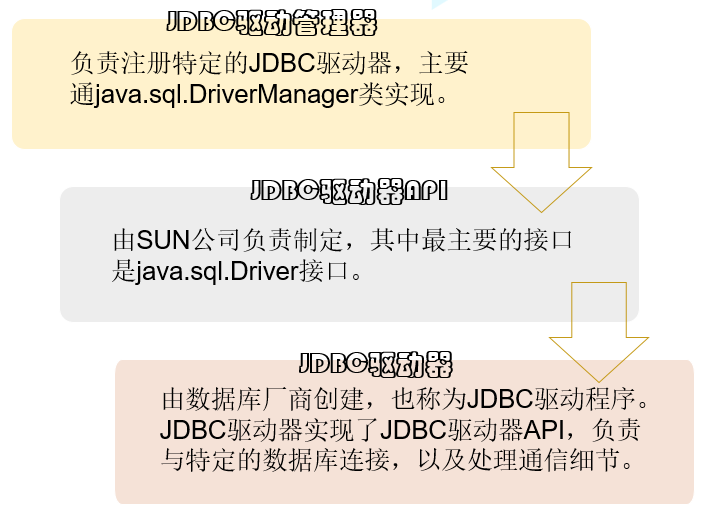 JDBC驱动管理器
负责注册特定的JDBC驱动器，主要
通java.sql.DriverManager类实现。
JDBC驱动器API
由SUN公司负责制定，其中最主要的接口
是java.sql.Driver接口。
JDBC驱动器
由数据库厂商创建，也称为JDBC驱动程序。
JDBC驱动器实现了JDBC驱动器API，负责
与特定的数据库连接，以及处理通信细节。